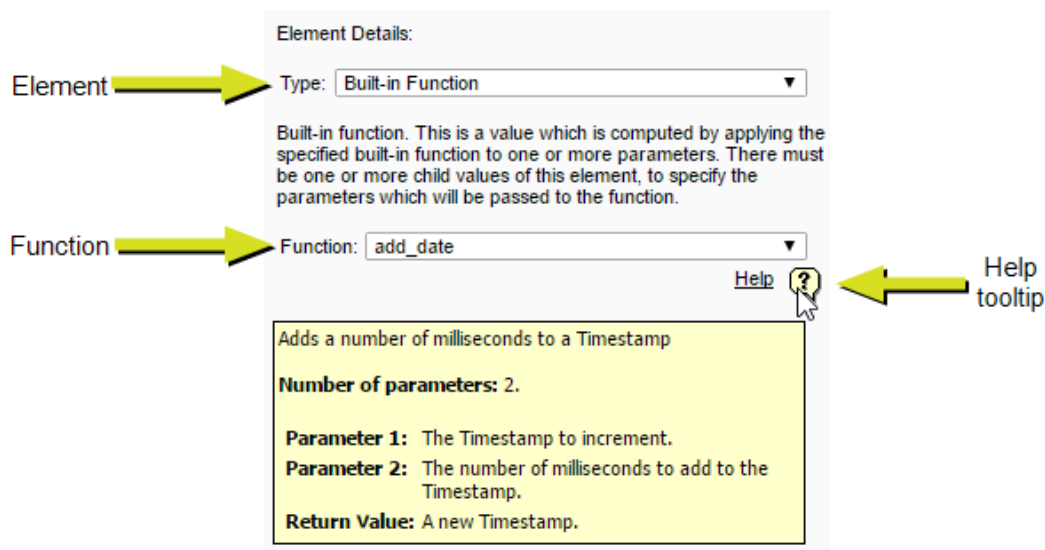 Element Details:
Element
Type: Built-in Function
Built-in function. This is a value which is computed by applying the
specified built-in function to one or more parameters. There must
be one or more child values of this element, to specify the
parameters which will be passed to the function.
Function
Function: add_date
Help ?
Help
tooltip
Adds a number of milliseconds to a Timestamp
Number of parameters: 2.
Parameter 1: The Timestamp to increment.
Parameter 2: The number of milliseconds to add to the
Timestamp.
Return Value: A new Timestamp.